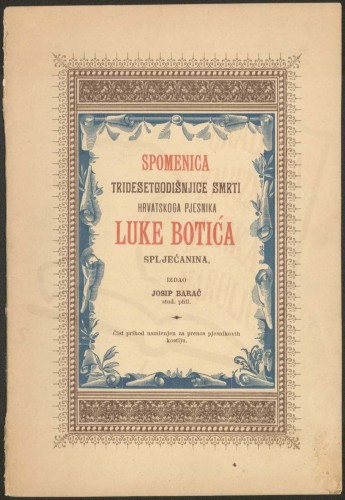 SPOMENICA
TRIDESETGODIŠNJICE SMRTI
HRVATSKOGA PJESNIKA
LUKE BOTIĆA
SPLJEĆANINA,
IZDAO
JOSIP BARAČ
stud. phil.
Čist prihod namienjen za prenos pjesnikovih
kostiju.